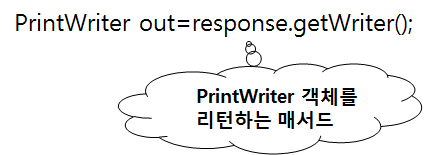 PrintWriter out=response.getWriter();
PrintWriter 객체를
리턴하는 매서드